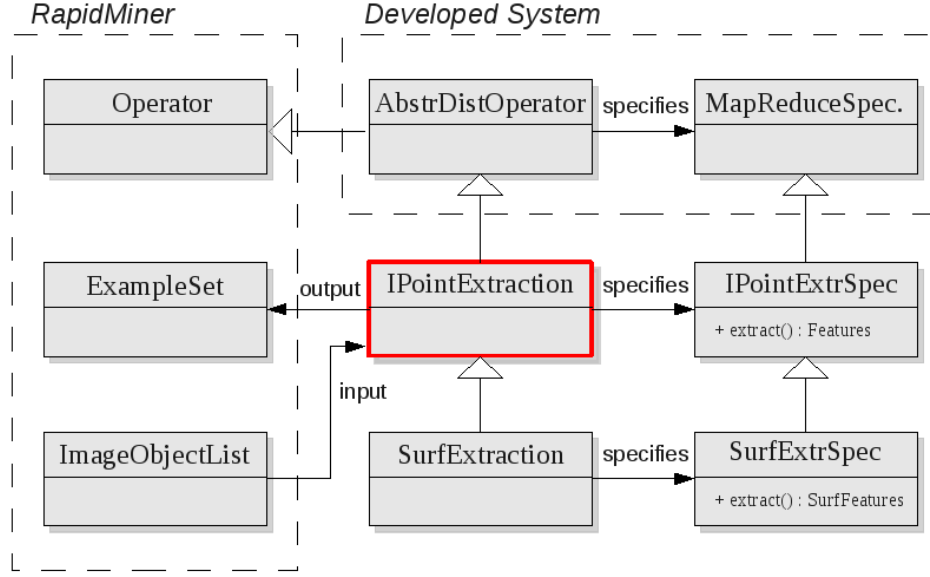 RapidMiner
Developed System
Operator
AbstrDistOperator
specifies
MapReduceSpec.
ExampleSet
output
IPointExtraction
specifies
IPointExtrSpec
+ extract() : Features
input
ImageObjectList
SurfExtraction
specifies
SurfExtrSpec
+ extract() : SurfFeatures